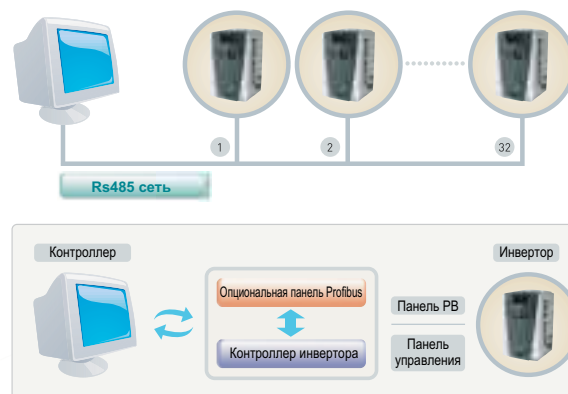 1
2
32
Rs485 сеть
Контроллер
Инвертор
Опциональная панель Profibus
Панель PB
Контроллер инвертора
Панель
управления